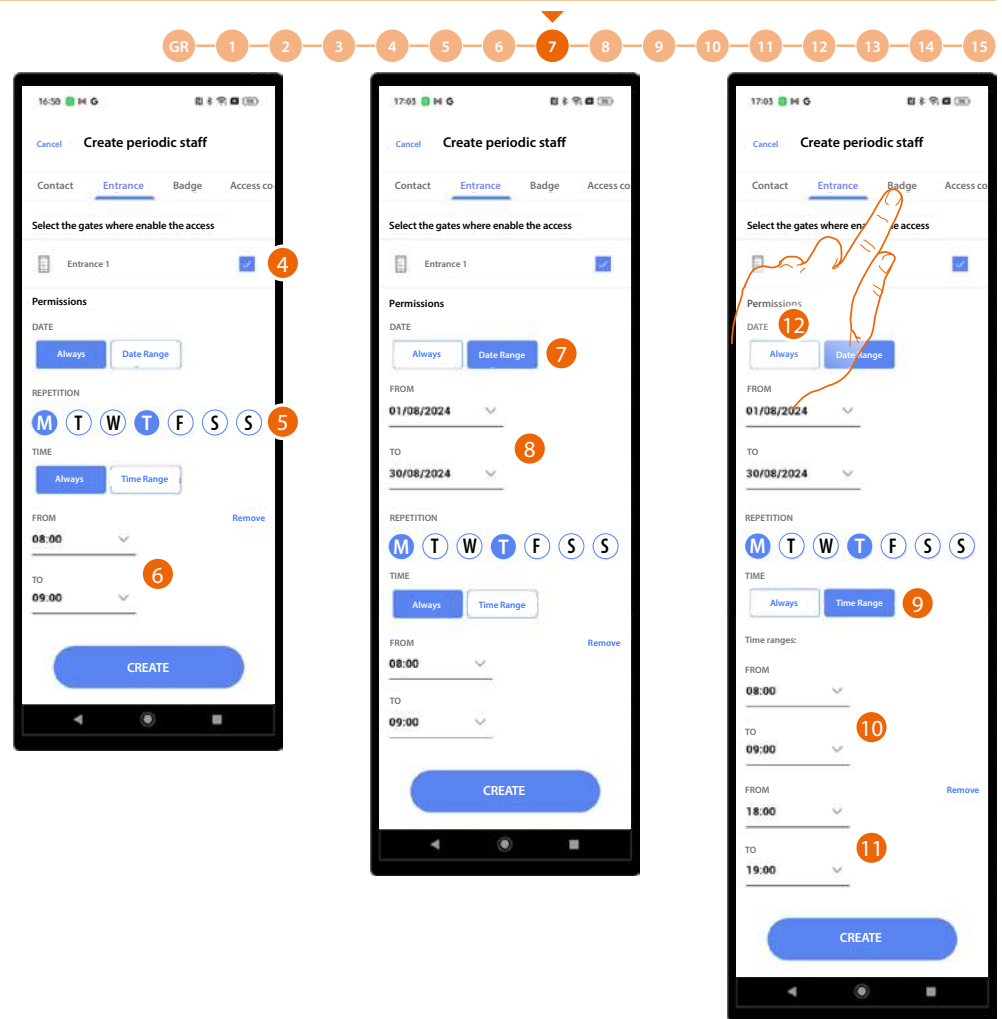 GR 1 2 3 4 5 6 7 8 9 10 11 12 13 14 15
16:58 G
Cancel Create periodic staff
Contact Entrance Badge Access co
Select the gates where enable the access
Entrance 1 4
Permissions
DATE
Always Date Range
REPETITION
M T W T F S S 5
TIME
Always Time Range
FROM Remove
08:00
6
TO
09:00
CREATE
17:03 G
Cancel Create periodic staff
Contact Entrance Badge Access co
Select the gates where enable the access
Entrance 1
Permissions
DATE
Always Date Range 7
FROM
01/08/2024
8
TO
30/08/2024
REPETITION
M T W T F S S
TIME
Always Time Range
FROM Remove
08:00
TO
09:00
CREATE
17:03 G
Cancel Create periodic staff
Contact Entrance Badge Access co
Select the gates where en e access
Permissions
DATE 12
Always Date Range
FROM
01/08/2024
TO
30/08/2024
REPETITION
M T W T F S S
TIME
Always Time Range 9
Time ranges:
FROM
08:00
10
TO
09:00
FROM Remove
18:00
11
TO
19:00
CREATE